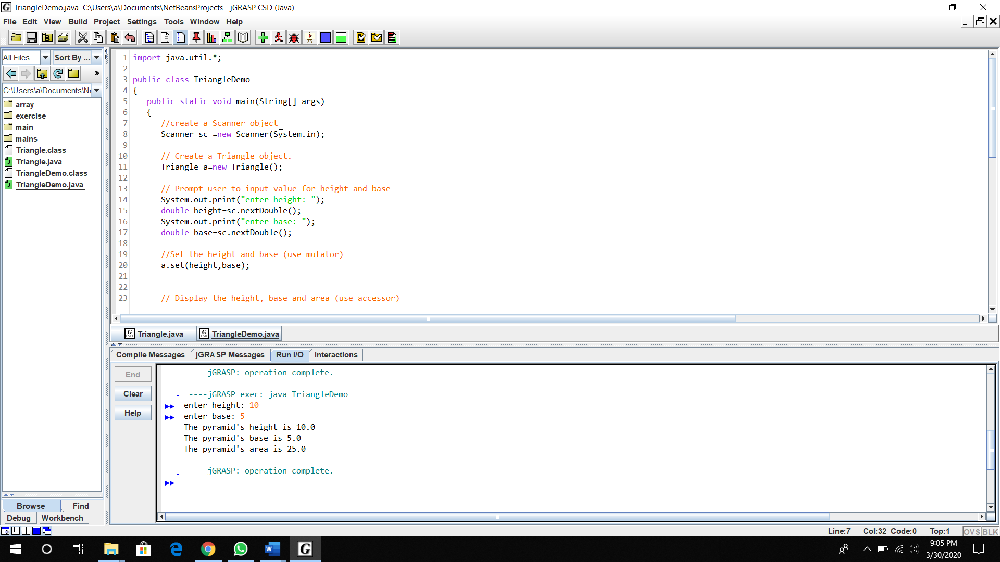 TriangleDemo.java  C:\Users\a\Documents\NetBeansProjects - jGRASP CSD (Java)
File Edit View Build Project Settings Tools Window Help
All Files Sort By ...
C:\Users\a\Documents\Ne
array
exercise
main
mains
Triangle.class
Triangle.java
TriangleDemo.class
TriangleDemo.java
Browse Find
Debug Workbench
1 import java.util.*;
2
3 public class TriangleDemo
4 {
5    public static void main(String[] args)
6    {
7       //create a Scanner object
8       Scanner sc =new Scanner(System.in);
9
10       // Create a Triangle object.
11       Triangle a=new Triangle();
12
13       // Prompt user to input value for height and base
14       System.out.print("enter height: ");
15       double height=sc.nextDouble();
16       System.out.print("enter base: ");
17       double base=sc.nextDouble();
18
19       //Set the height and base (use mutator)
20       a.set(height,base);
21
22
23       // Display the height, base and area (use accessor)
Triangle.java TriangleDemo.java
Compile Messages jGRASP Messages Run I/O Interactions
End
Clear
Help
----jGRASP: operation complete.
----jGRASP exec: java TriangleDemo
enter height: 10
enter base: 5
The pyramid's height is 10.0
The pyramid's base is 5.0
The pyramid's area is 25.0
----jGRASP: operation complete.
Line:7 Col:32 Code:0 Top:1 OVS BLK
9:05 PM
3/30/2020